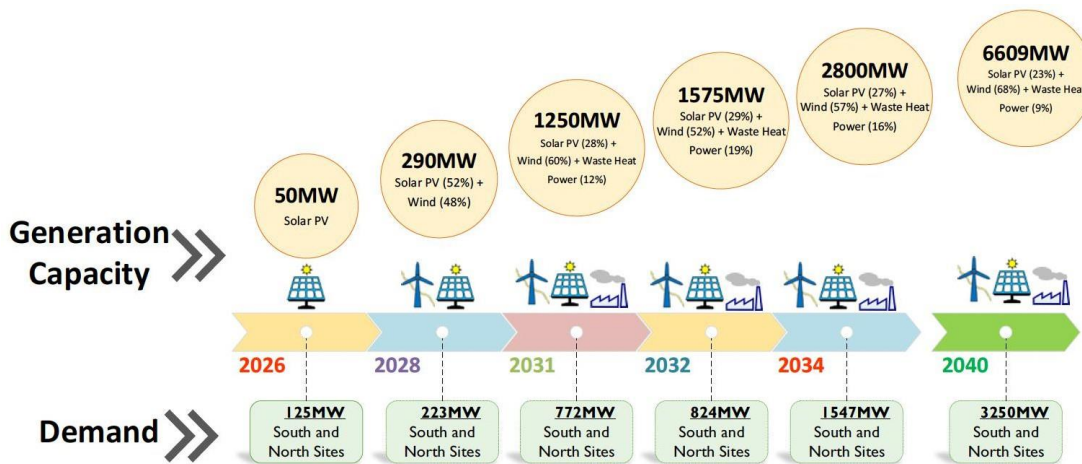 6609MW
Solar PV (23%) +
Wind (68%) + Waste Heat
Power (9%)
2800MW
Solar PV (27%) +
Wind (57%) + Waste Heat
Power (16%)
1575MW
Solar PV (29%) +
Wind (52%) + Waste Heat
Power (19%)
1250MW
Solar PV (28%) +
Wind (60%) + Waste Heat
Power (12%)
290MW
Solar PV (52%) +
Wind (48%)
50MW
Solar PV
Generation
Capacity
2026
2028
2031
2032
2034
2040
Demand
125MW
South and
North Sites
223MW
South and
North Sites
772MW
South and
North Sites
824MW
South and
North Sites
1547MW
South and
North Sites
3250MW
South and
North Sites